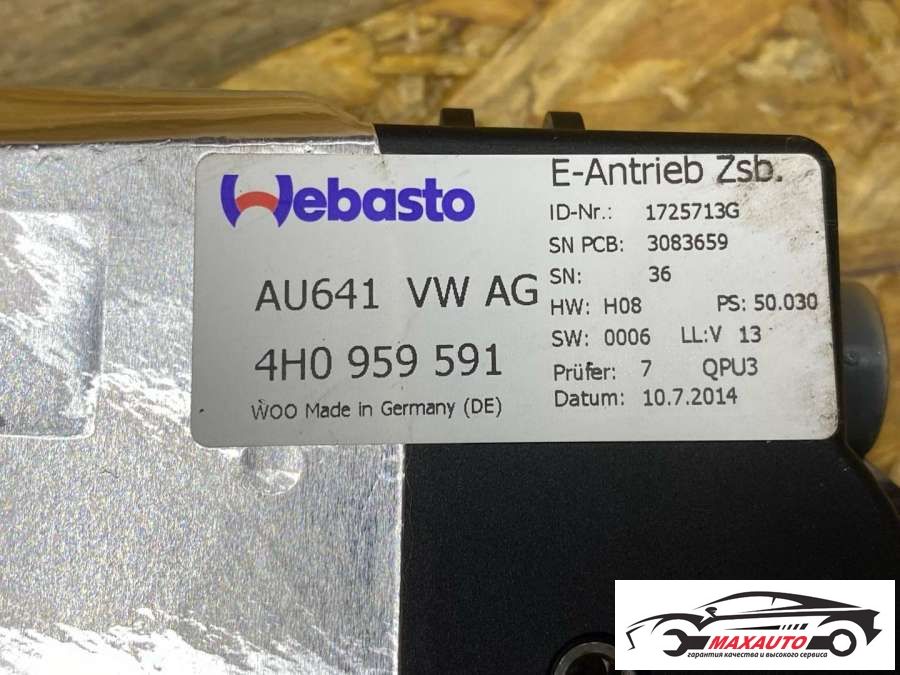 Webasto
AU641 VW AG
4H0 959 591
WOO Made in Germany (DE)
E-Antrieb Zsb.
ID-Nr.: 1725713G
SN PCB: 3083659
SN: 36
HW: H08 PS: 50.030
SW: 0006 LL:V 13
Prüfer: 7 QPU3
Datum: 10.7.2014
MAXAUTO
гарантия качества и высокого сервиса